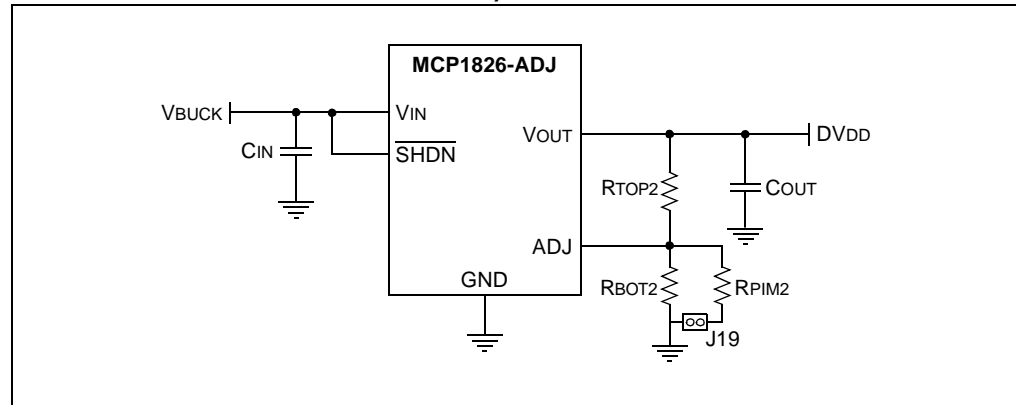 MCP1826-ADJ
VBUCK
VIN
SHDN
CIN
VOUT
DVDD
RTOP2
COUT
ADJ
GND
RBOT2
RPIM2
J19